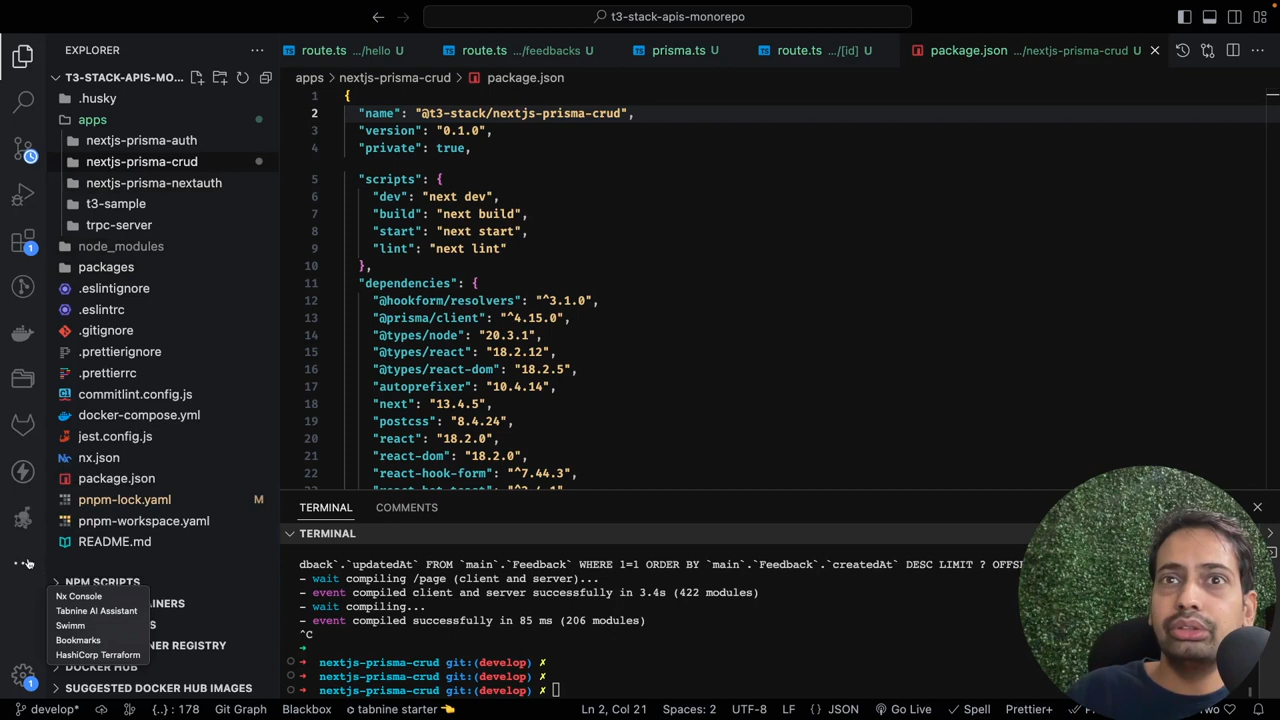 t3-stack-apis-monorepo
EXPLORER
route.ts .../hello U
route.ts .../feedbacks U
prisma.ts U
route.ts .../[id] U
package.json .../nextjs-prisma-crud U
T3-STACK-APIS-MO...
apps > nextjs-prisma-crud > package.json
.husky
apps
nextjs-prisma-auth
nextjs-prisma-crud
nextjs-prisma-nextauth
t3-sample
trpc-server
node_modules
packages
.eslintignore
.eslintrc
.gitignore
.prettierignore
.prettierrc
commitlint.config.js
docker-compose.yml
jest.config.js
nx.json
package.json
pnpm-lock.yaml M
pnpm-workspace.yaml
README.md
NPM SCRIPTS
AINERS
S
NER REGISTRY
DOCKER HUB
SUGGESTED DOCKER HUB IMAGES
Nx Console
Tabnine AI Assistant
Swimm
Bookmarks
HashiCorp Terraform
1 {
2 "name": "@t3-stack/nextjs-prisma-crud",
3 "version": "0.1.0",
4 "private": true,
5 "scripts": {
6 "dev": "next dev",
7 "build": "next build",
8 "start": "next start",
9 "lint": "next lint"
10 },
11 "dependencies": {
12 "@hookform/resolvers": "^3.1.0",
13 "@prisma/client": "^4.15.0",
14 "@types/node": "20.3.1",
15 "@types/react": "18.2.12",
16 "@types/react-dom": "18.2.5",
17 "autoprefixer": "10.4.14",
18 "next": "13.4.5",
19 "postcss": "8.4.24",
20 "react": "18.2.0",
21 "react-dom": "18.2.0",
22 "react-hook-form": "^7.44.3",
TERMINAL COMMENTS
TERMINAL
dback`.`updatedAt` FROM `main`.`Feedback` WHERE 1=1 ORDER BY `main`.`Feedback`.`createdAt` DESC LIMIT ? OFFS
- wait compiling /page (client and server)...
- event compiled client and server successfully in 3.4s (422 modules)
- wait compiling...
- event compiled successfully in 85 ms (206 modules)
^C
➜
➜ nextjs-prisma-crud git:(develop) ✗
➜ nextjs-prisma-crud git:(develop) ✗
➜ nextjs-prisma-crud git:(develop) ✗
1
1
1
develop* {..} : 178 Git Graph Blackbox tabnine starter Ln 2, Col 21 Spaces: 2 UTF-8 LF {} JSON Go Live Spell Prettier+ Two